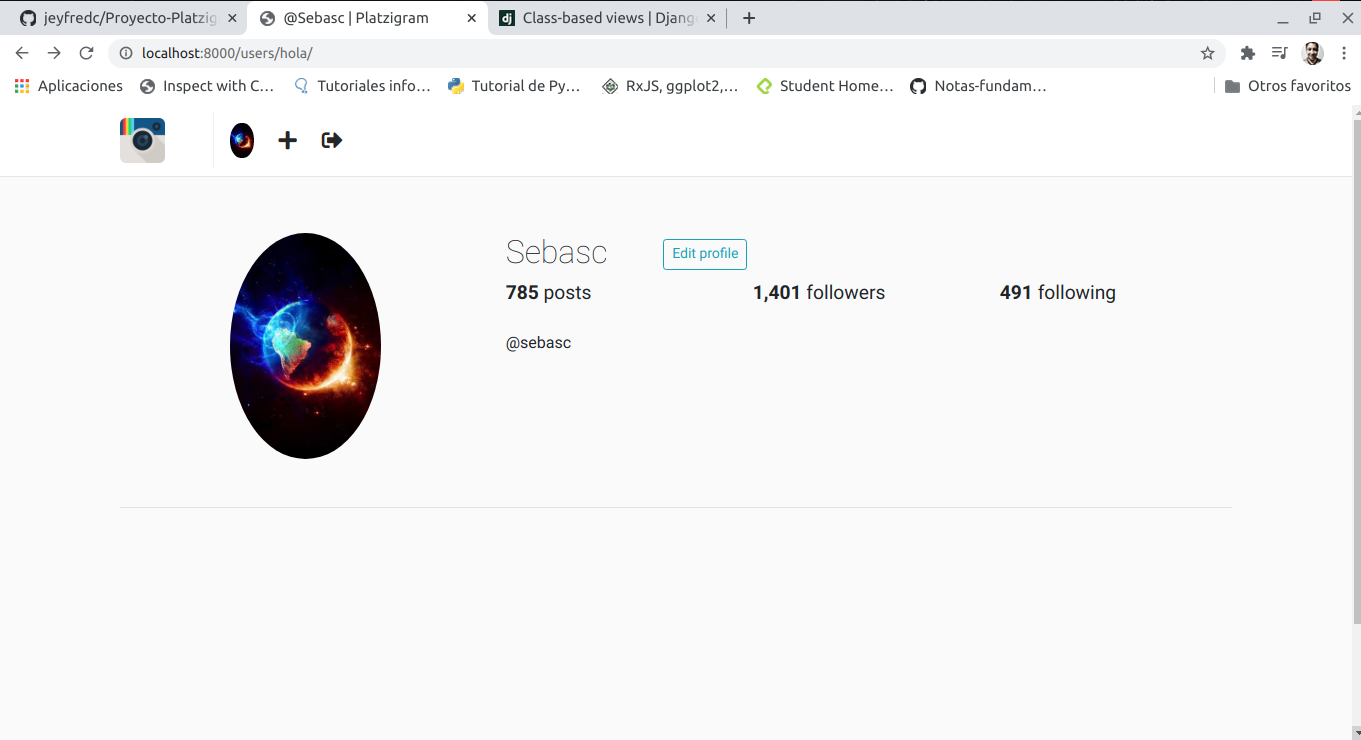 jeyfredc/Proyecto-Platzig
@Sebasc | Platzigram
Class-based views | Djang
localhost:8000/users/hola/
Aplicaciones
Inspect with C...
Tutoriales info...
Tutorial de Py...
RxJS, ggplot2,...
Student Home...
Notas-fundam...
Otros favoritos
Sebasc
Edit profile
785 posts
1,401 followers
491 following
@sebasc